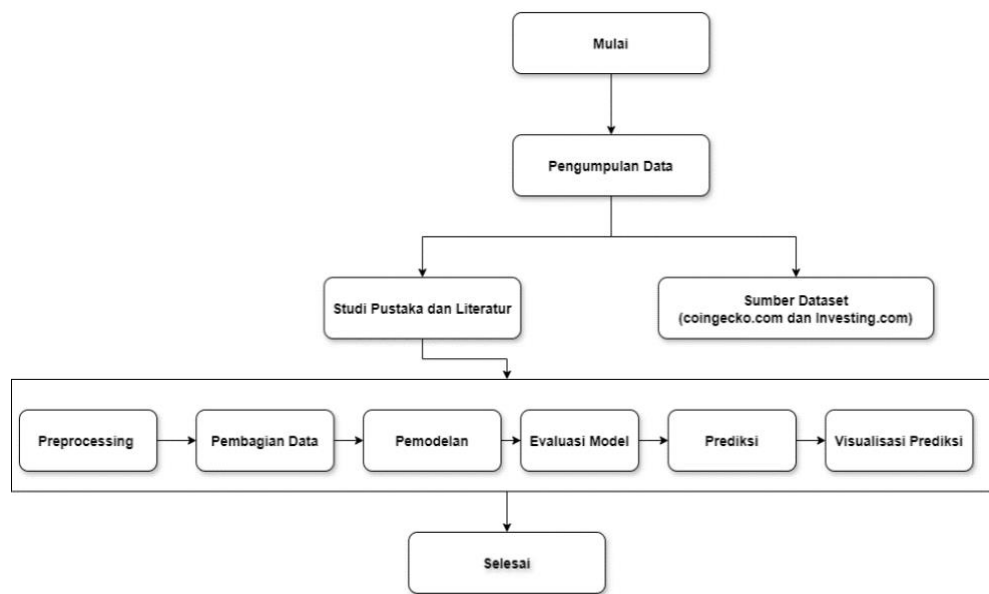 Mulai
Pengumpulan Data
Studi Pustaka dan Literatur
Sumber Dataset
(coingecko.com dan Investing.com)
Preprocessing
Pembagian Data
Pemodelan
Evaluasi Model
Prediksi
Visualisasi Prediksi
Selesai